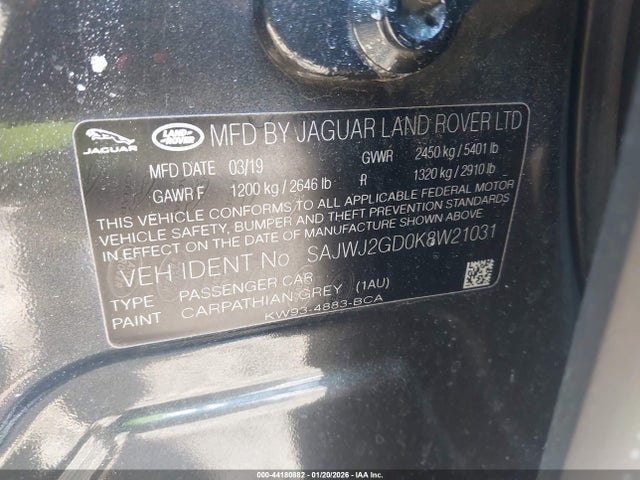 JAGUAR
LAND ROVER
MFD BY JAGUAR LAND ROVER LTD
MFD DATE 03/19 GVWR 2450 kg / 5401 lb
GAWR F 1200 kg / 2646 lb R 1320 kg / 2910 lb
THIS VEHICLE CONFORMS TO ALL APPLICABLE FEDERAL MOTOR
VEHICLE SAFETY, BUMPER AND THEFT PREVENTION STANDARDS
IN EFFECT ON THE DATE OF MANUFACTURE SHOWN ABOVE
VEH IDENT No SAJWJ2GD0K8W21031
TYPE PASSENGER CAR
PAINT CARPATHIAN GREY (1AU)
KW93-4883-BCA
000-44180882 - 01/20/2026 - IAA Inc.